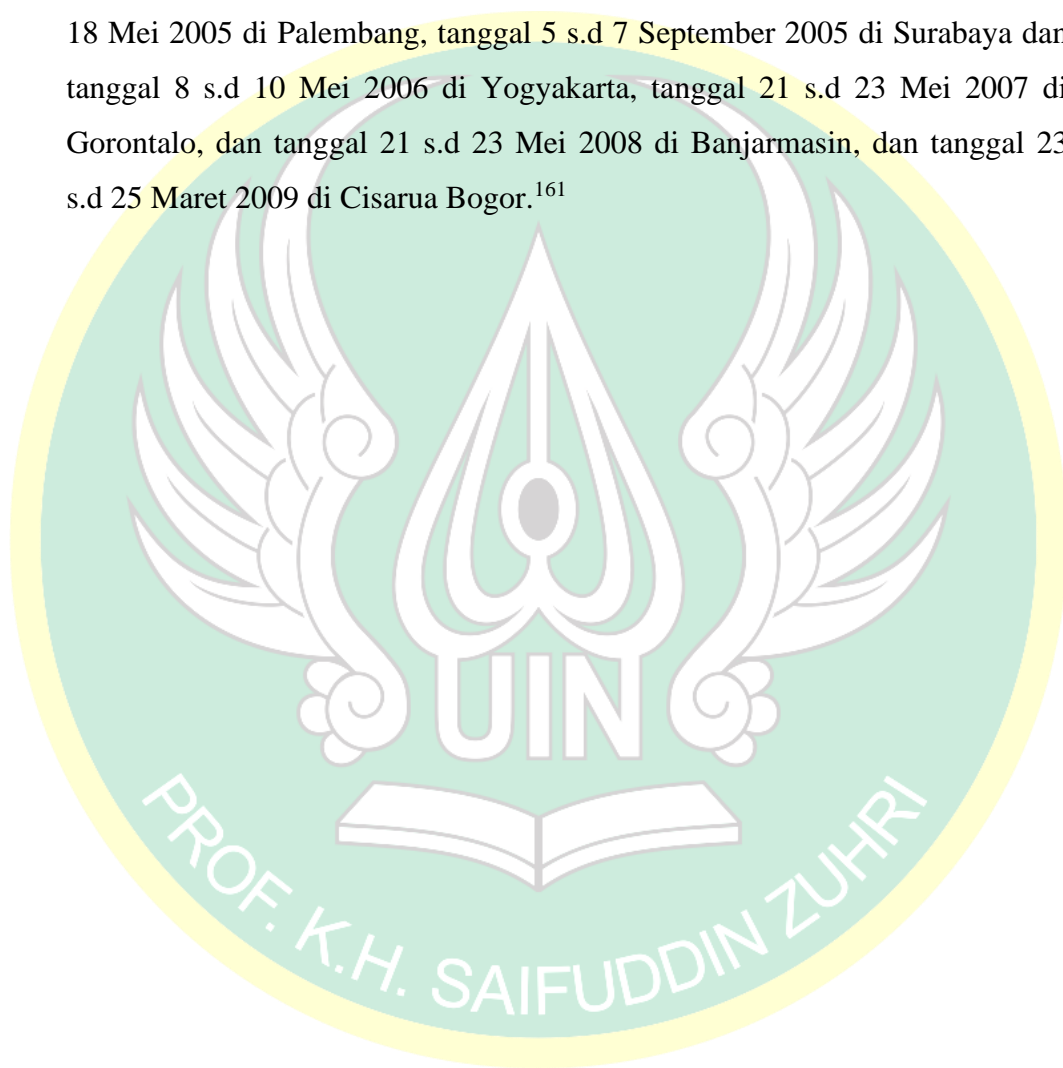 18 Mei 2005 di Palembang, tanggal 5 s.d 7 September 2005 di Surabaya dan
tanggal 8 s.d 10 Mei 2006 di Yogyakarta, tanggal 21 s.d 23 Mei 2007 di
Gorontalo, dan tanggal 21 s.d 23 Mei 2008 di Banjarmasin, dan tanggal 23
s.d 25 Maret 2009 di Cisarua Bogor.161
UIN
PROF. K.H. SAIFUDDIN ZUHRI